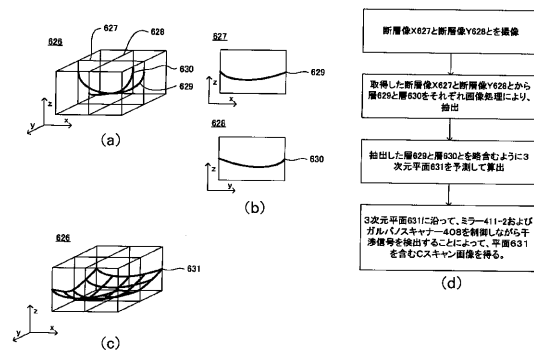 626
627
628
630
629
z
y
x
(a)
627
z
x
629
628
z
y
630
(b)
626
631
z
y
x
(c)
断層像X627と断層像Y628とを撮像
取得した断層像X627と断層像Y628とから
層629と層630をそれぞれ画像処理により、
抽出
抽出した層629と層630とを略含むように3
次元平面631を予測して算出
3次元平面631に沿って、ミラー411-2および
ガルバノスキャナー408を制御しながら干
渉信号を検出することによって、平面631
を含むCスキャン画像を得る。
(d)